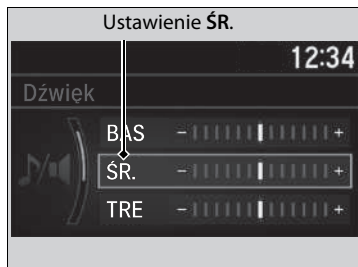 Ustawienie ŚR.
12:34
Dźwięk
BAS - +
ŚR. - +
TRE - +